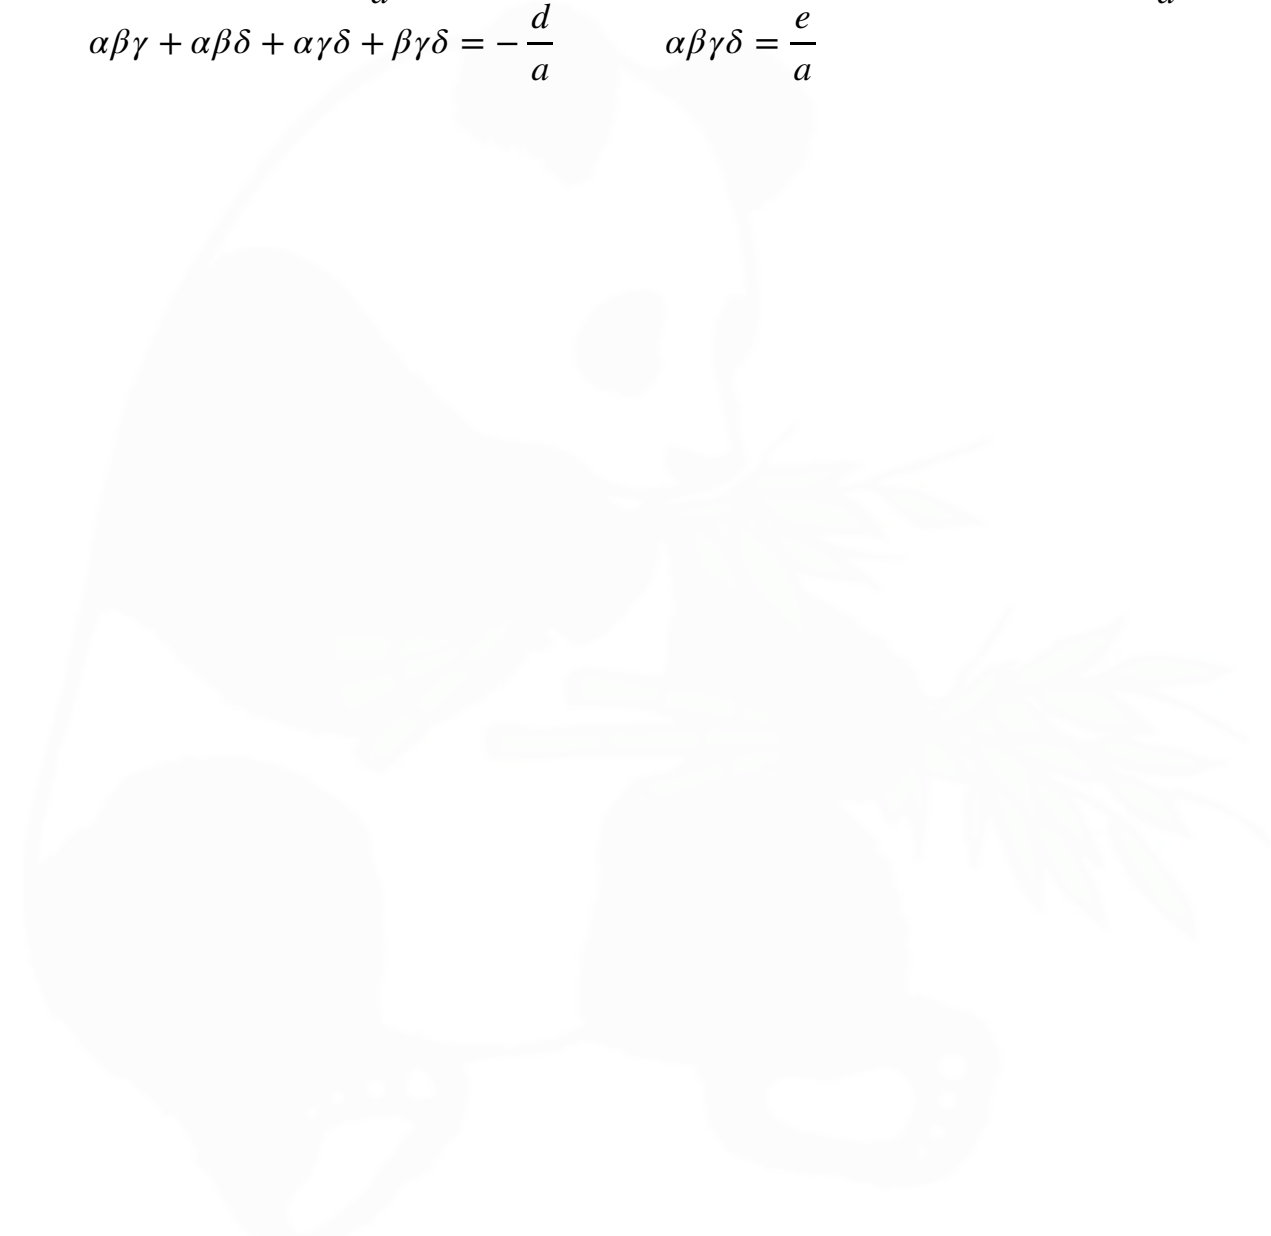 αβγ + αβδ + αγδ + βγδ = −d/a    αβγδ = e/a